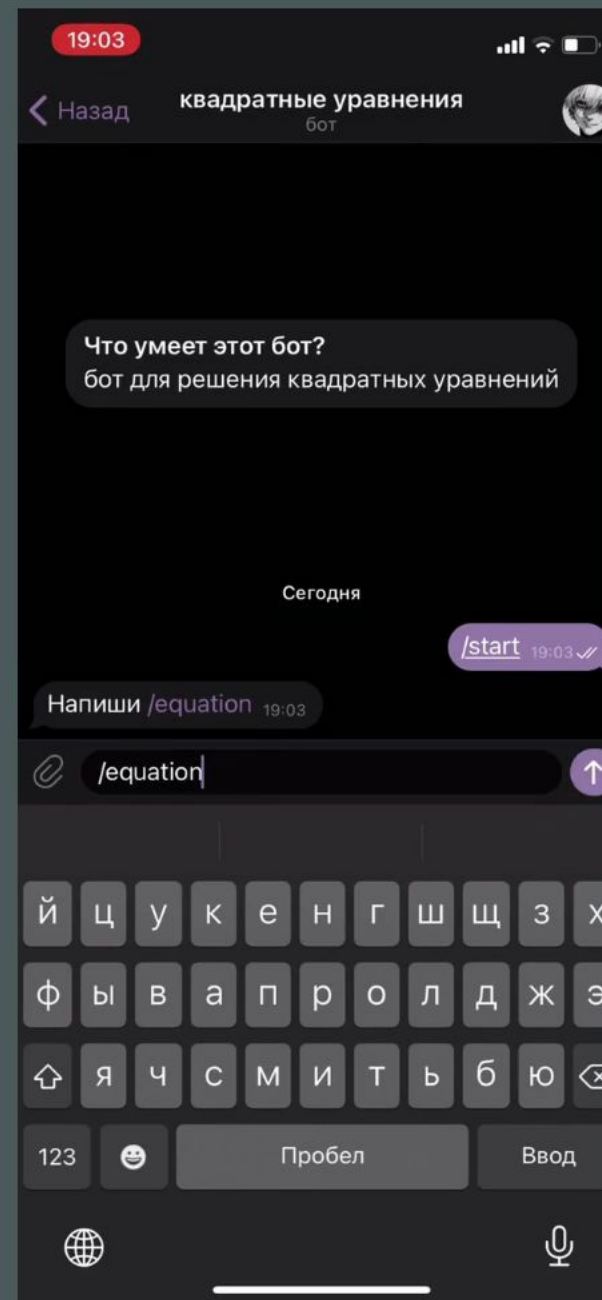 19:03
Назад
квадратные уравнения
бот
Что умеет этот бот?
бот для решения квадратных уравнений
Сегодня
/start 19:03
Напиши /equation 19:03
/equation
й ц у к е н г ш щ з х
ф ы в а п р о л д ж э
я ч с м и т ь б ю
123 Пробел Ввод